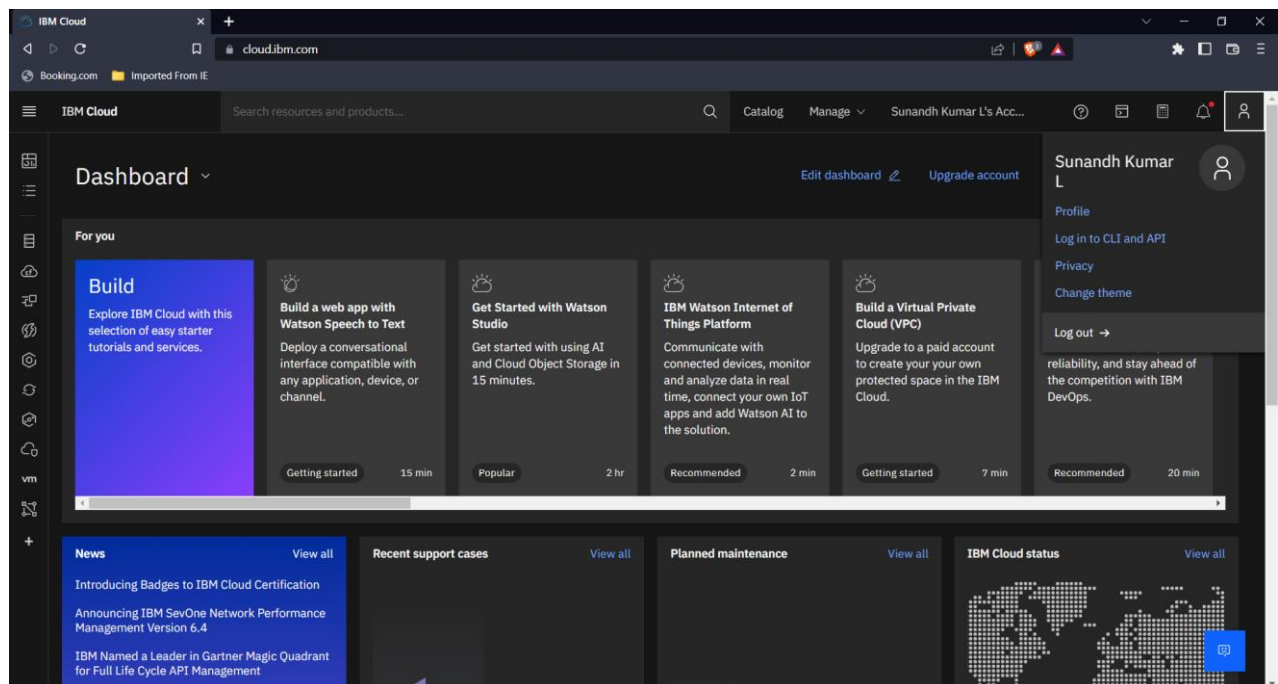 IBM Cloud
cloud.ibm.com
Booking.com
Imported From IE
IBM Cloud
Search resources and products...
Catalog
Manage
Sunandh Kumar L's Acc...
Dashboard
Edit dashboard
Upgrade account
Sunandh Kumar
L
Profile
Log in to CLI and API
Privacy
Change theme
Log out →
For you
Build
Explore IBM Cloud with this
selection of easy starter
tutorials and services.
Build a web app with
Watson Speech to Text
Deploy a conversational
interface compatible with
any application, device, or
channel.
Getting started
15 min
Get Started with Watson
Studio
Get started with using AI
and Cloud Object Storage in
15 minutes.
Popular
2 hr
IBM Watson Internet of
Things Platform
Communicate with
connected devices, monitor
and analyze data in real
time, connect your own IoT
apps and add Watson AI to
the solution.
Recommended
2 min
Build a Virtual Private
Cloud (VPC)
Upgrade to a paid account
to create your your own
protected space in the IBM
Cloud.
Getting started
7 min
reliability, and stay ahead of
the competition with IBM
DevOps.
Recommended
20 min
vm
News
View all
Introducing Badges to IBM Cloud Certification
Announcing IBM SevOne Network Performance
Management Version 6.4
IBM Named a Leader in Gartner Magic Quadrant
for Full Life Cycle API Management
Recent support cases
View all
Planned maintenance
View all
IBM Cloud status
View all